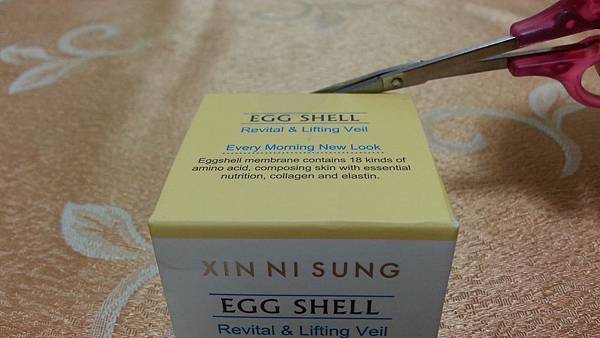 EGG SHELL
Revital & Lifting Veil
Every Morning New Look
Eggshell membrane contains 18 kinds of
amino acid, composing skin with essential
nutrition, collagen and elastin.
XIN NI SUNG
EGG SHELL
Revital & Lifting Veil